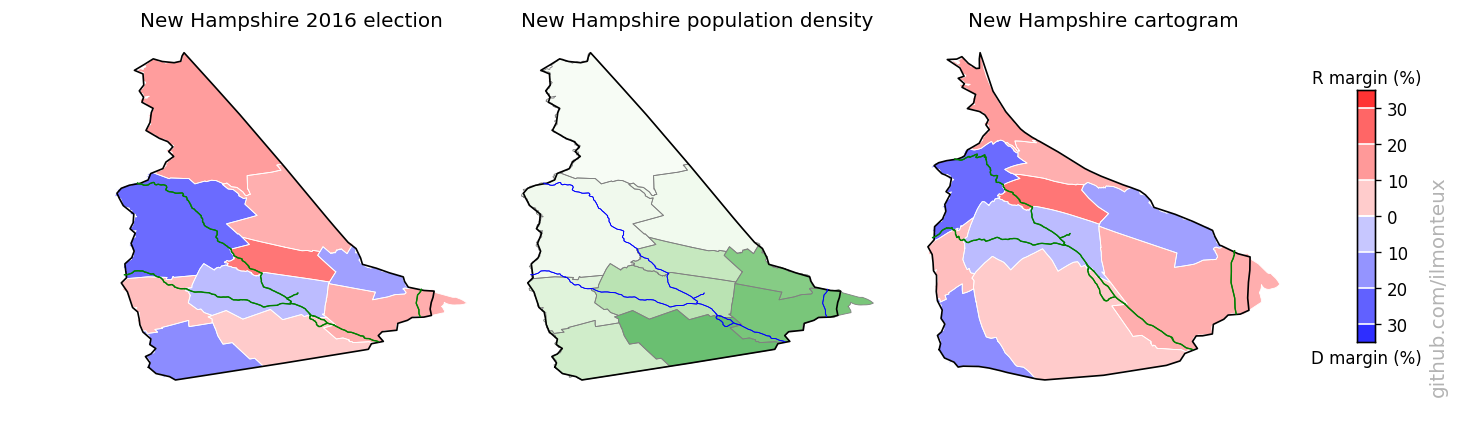 New Hampshire 2016 election
New Hampshire population density
New Hampshire cartogram
R margin (%)
30
20
10
0
10
20
30
D margin (%)
github.com/ilmonteux